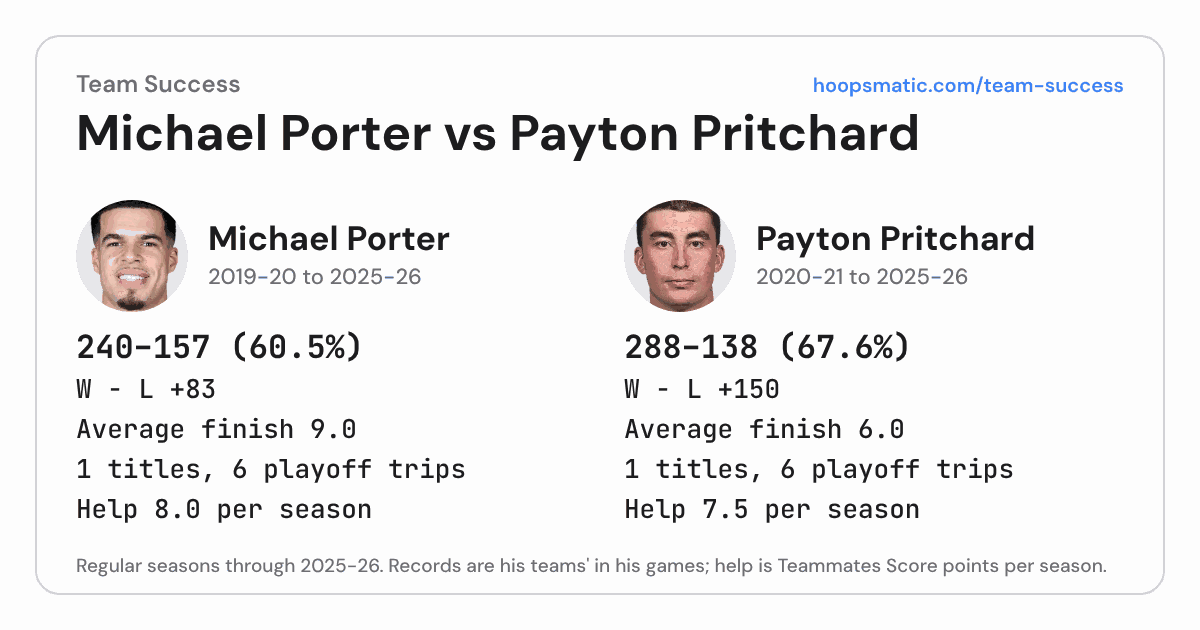 Team Success
hoopsmatic.com/team-success
Michael Porter vs Payton Pritchard
Michael Porter
2019–20 to 2025–26
240–157 (60.5%)
W - L +83
Average finish 9.0
1 titles, 6 playoff trips
Help 8.0 per season
Payton Pritchard
2020–21 to 2025–26
288–138 (67.6%)
W - L +150
Average finish 6.0
1 titles, 6 playoff trips
Help 7.5 per season
Regular seasons through 2025-26. Records are his teams' in his games; help is Teammates Score points per season.